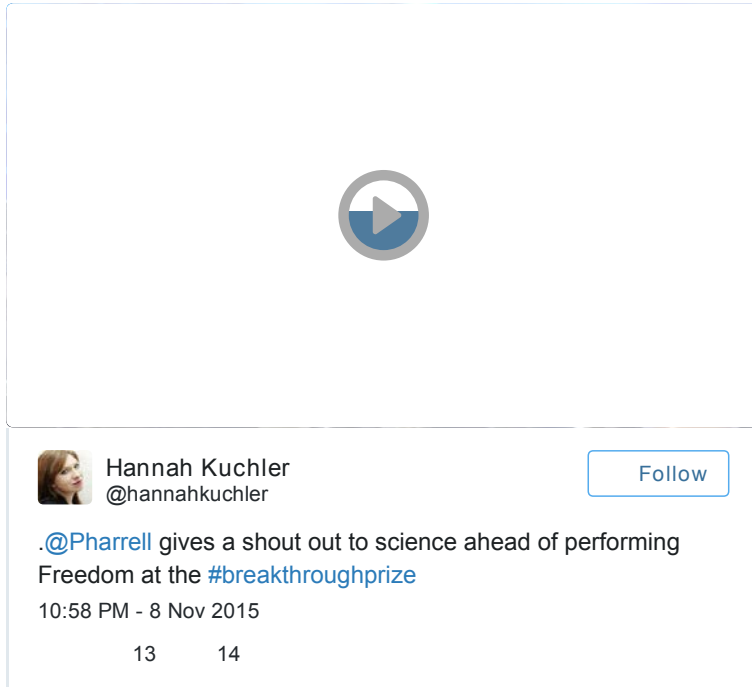 Hannah Kuchler
@hannahkuchler
Follow
.@Pharrell gives a shout out to science ahead of performing
Freedom at the #breakthroughprize
10:58 PM - 8 Nov 2015
13 14